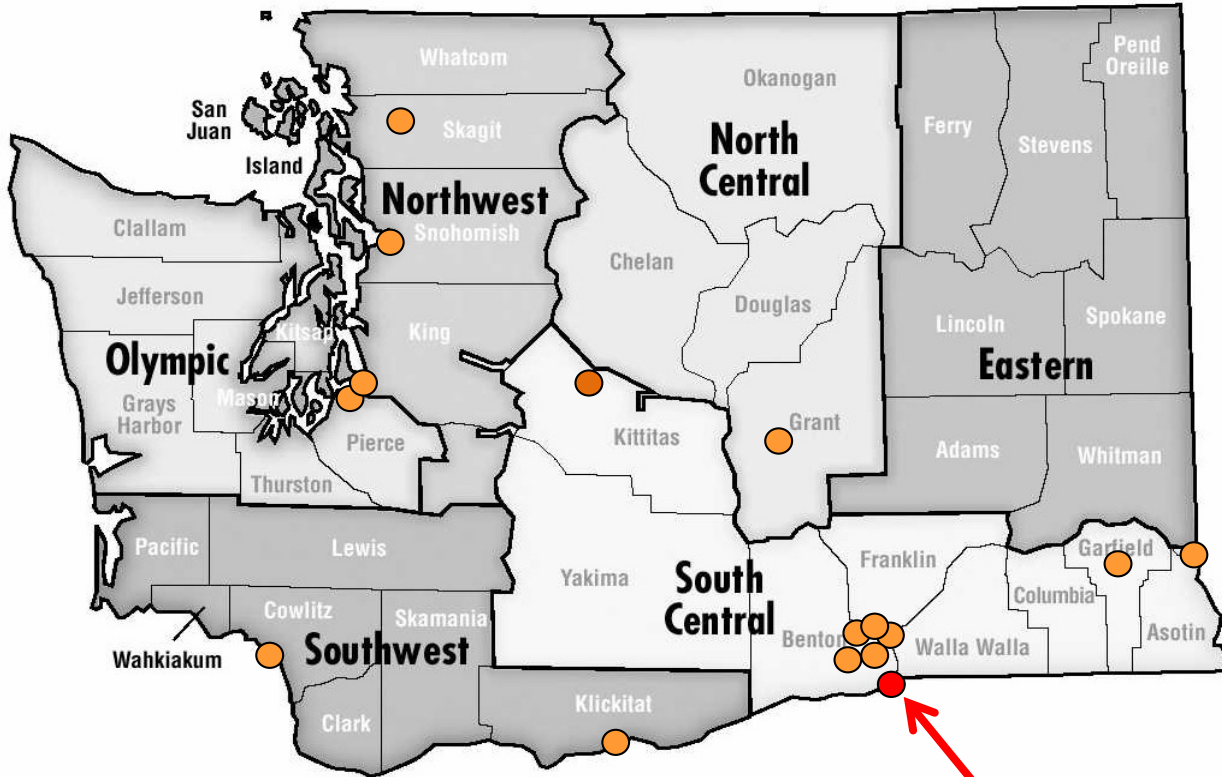 Whatcom
Okanogan
Pend
Oreille
San
Juan
Skagit
Ferry
Stevens
Island
North
Central
Northwest
Clallam
Snohomish
Chelan
Jefferson
Douglas
Kitsap
King
Lincoln
Spokane
Olympic
Eastern
Mason
Grays
Harbor
Grant
Pierce
Kittitas
Adams
Whitman
Thurston
Pacific
Lewis
Franklin
Garfield
Yakima
South
Central
Columbia
Cowlitz
Skamania
Asotin
Benton
Walla Walla
Southwest
Wahkiakum
Klickitat
Clark